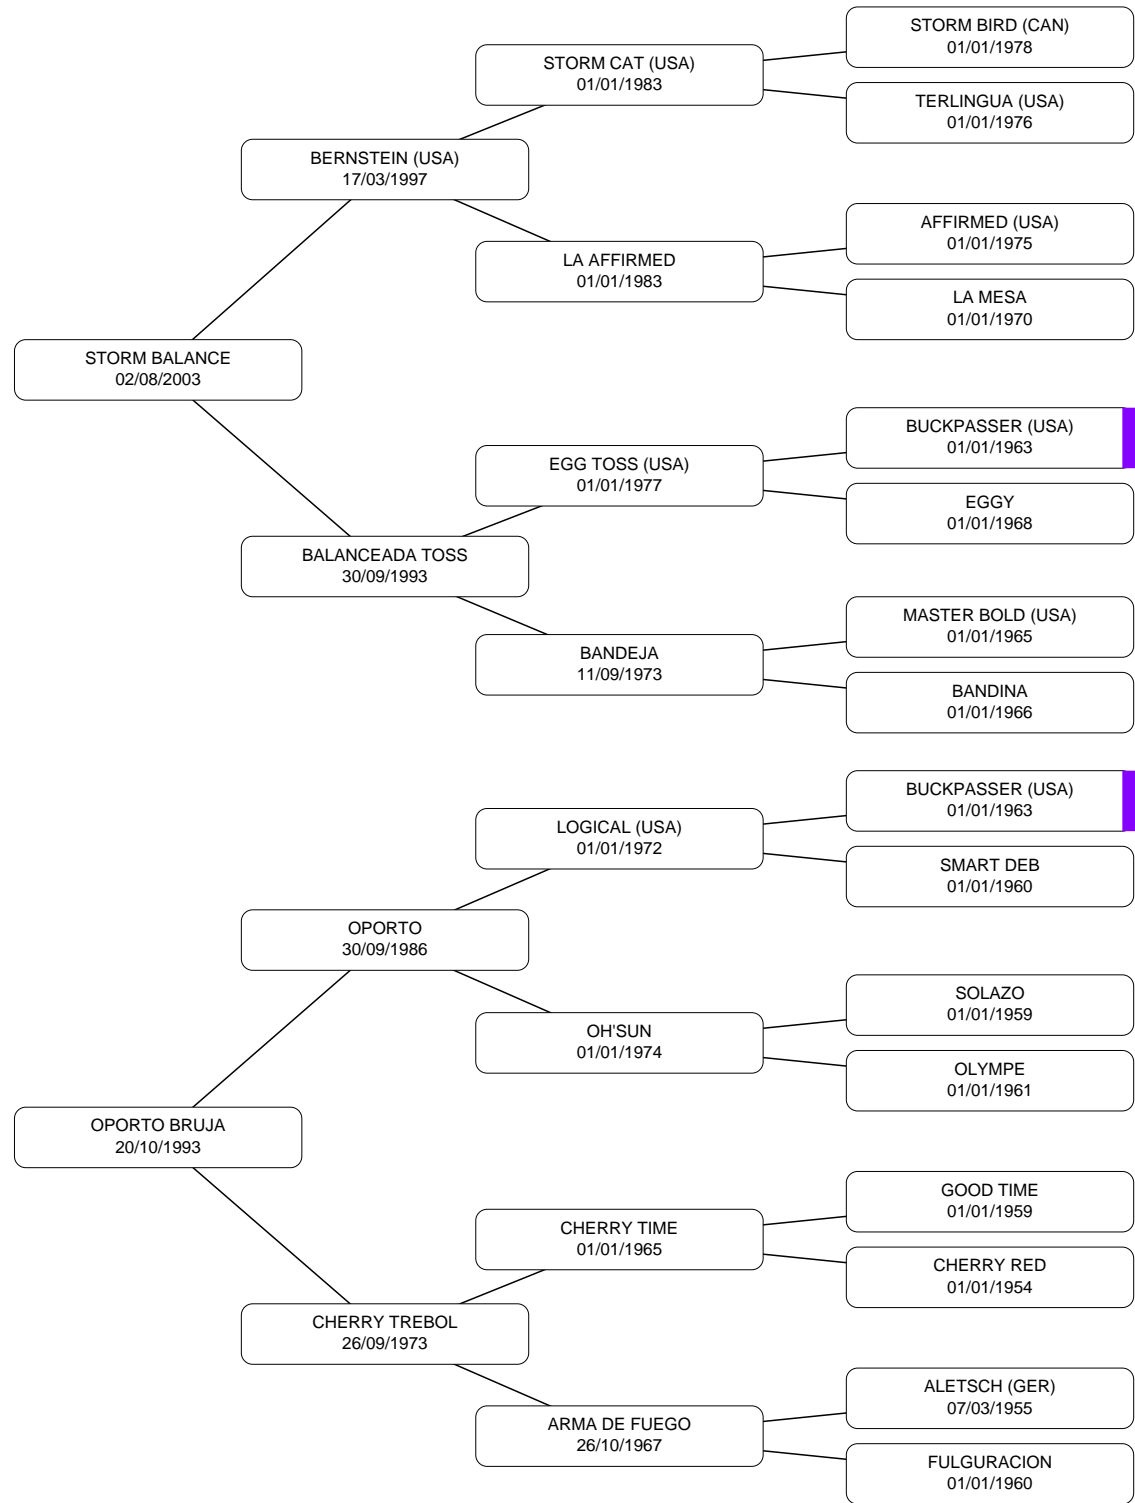 STORM BIRD (CAN)
01/01/1978
STORM CAT (USA)
01/01/1983
TERLINGUA (USA)
01/01/1976
BERNSTEIN (USA)
17/03/1997
AFFIRMED (USA)
01/01/1975
LA AFFIRMED
01/01/1983
LA MESA
01/01/1970
STORM BALANCE
02/08/2003
BUCKPASSER (USA)
01/01/1963
EGG TOSS (USA)
01/01/1977
EGGY
01/01/1968
BALANCEADA TOSS
30/09/1993
MASTER BOLD (USA)
01/01/1965
BANDEJA
11/09/1973
BANDINA
01/01/1966
BUCKPASSER (USA)
01/01/1963
LOGICAL (USA)
01/01/1972
SMART DEB
01/01/1960
OPORTO
30/09/1986
SOLAZO
01/01/1959
OH'SUN
01/01/1974
OLYMPE
01/01/1961
OPORTO BRUJA
20/10/1993
GOOD TIME
01/01/1959
CHERRY TIME
01/01/1965
CHERRY RED
01/01/1954
CHERRY TREBOL
26/09/1973
ALETSCH (GER)
07/03/1955
ARMA DE FUEGO
26/10/1967
FULGURACION
01/01/1960